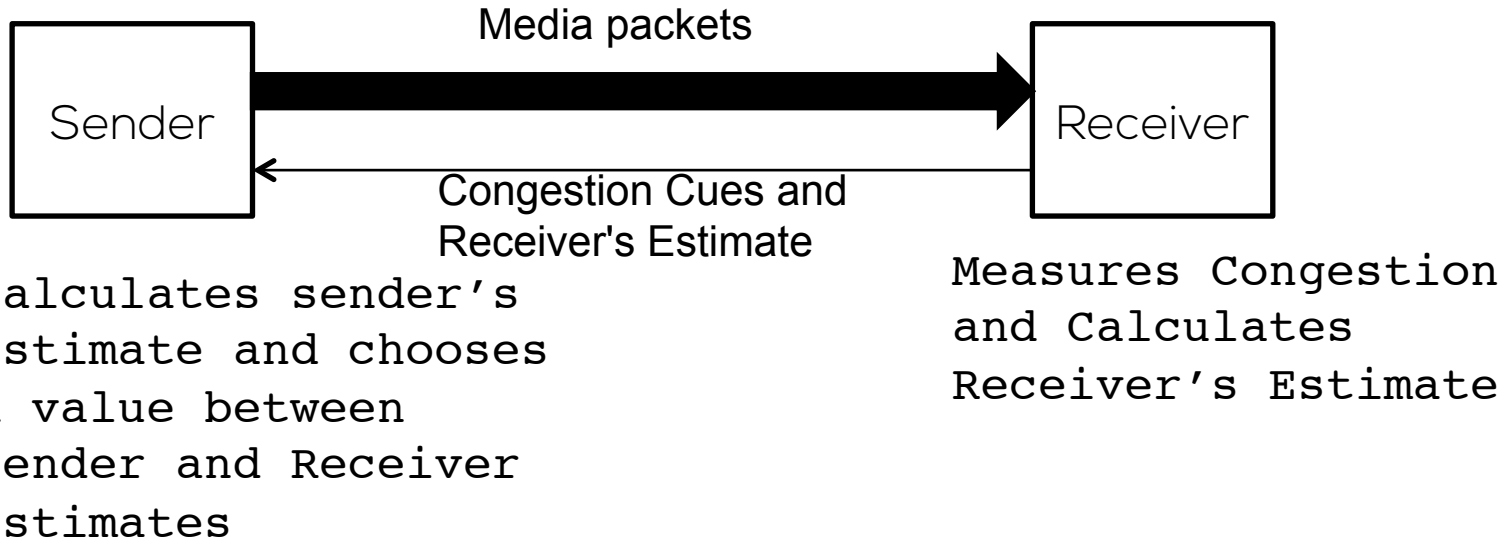 Media packets
Sender
Receiver
Congestion Cues and
Receiver's Estimate
alculates sender’s
stimate and chooses
value between
ender and Receiver
stimates
Measures Congestion
and Calculates
Receiver’s Estimate